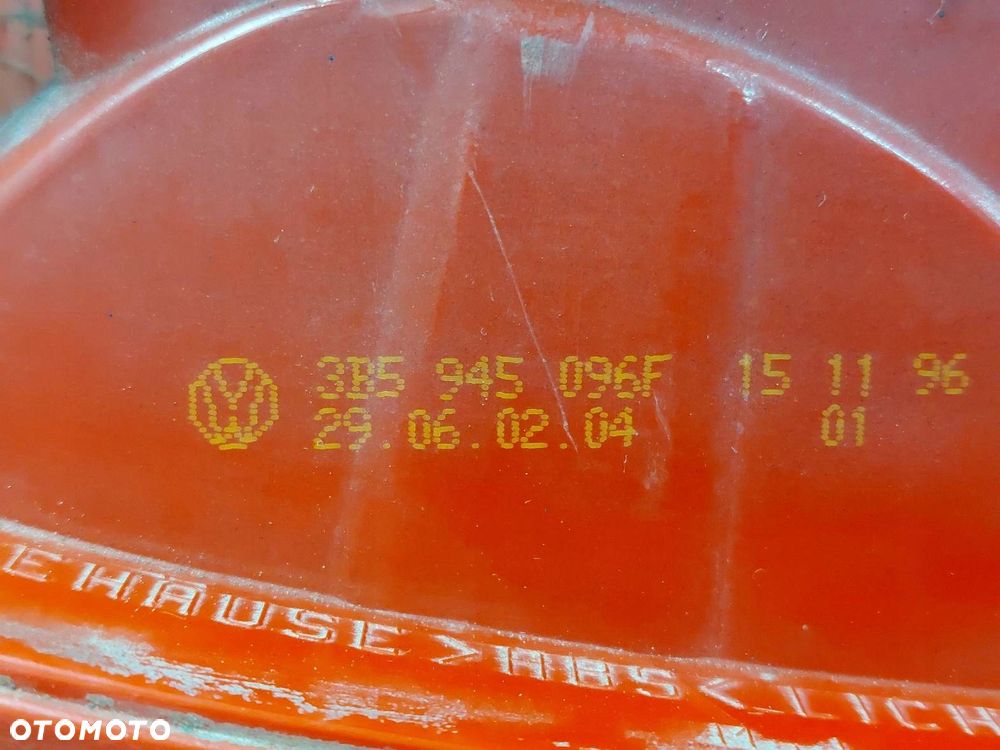 3B5 945 096F 15 11 96
29.06.02.04 01
EHAUSE >ABS< LICH
OTOMOTO